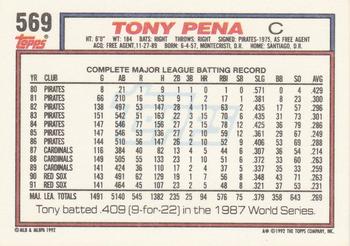 569
Topps
TONY PENA C
HT: 6'0" WT: 184 BATS: RIGHT THROWS: RIGHT SIGNED: PIRATES-1975, AS FREE AGENT
ACQ: FREE AGENT, 11-27-89 BORN: 6-4-57, MONTECRISTI, D.R. HOME: SANTIAGO, D.R.
COMPLETE MAJOR LEAGUE BATTING RECORD
YR CLUB G AB R H 2B 3B HR RBI SB SLG BB SO AVG
80 PIRATES 8 21 1 9 1 1 0 1 0 .571 0 4 .429
81 PIRATES 66 210 16 63 9 1 2 17 1 .381 8 23 .300
82 PIRATES 138 497 53 147 28 4 11 63 2 .435 17 57 .296
83 PIRATES 151 542 51 163 22 3 15 70 6 .435 31 73 .301
84 PIRATES 147 546 77 156 27 2 15 78 12 .425 36 79 .286
85 PIRATES 147 546 53 136 27 2 10 59 12 .361 29 67 .249
86 PIRATES 144 510 56 147 26 2 10 52 9 .406 53 69 .288
87 CARDINALS 116 384 40 82 13 4 5 44 6 .307 36 54 .214
88 CARDINALS 149 505 55 133 23 1 10 51 6 .372 33 60 .263
89 CARDINALS 141 424 36 110 17 2 4 37 5 .337 35 33 .259
90 RED SOX 143 491 62 129 19 1 7 56 8 .348 43 71 .263
91 RED SOX 141 464 45 107 23 2 5 48 8 .321 37 53 .231
MAJ. LEA. TOTALS 1491 5140 545 1382 235 25 94 576 75 .384 358 643 .269
Tony batted .409 (9-for-22) in the 1987 World Series.
© MLB & MLBPA 1992
A* © 1992 THE TOPPS COMPANY, INC.